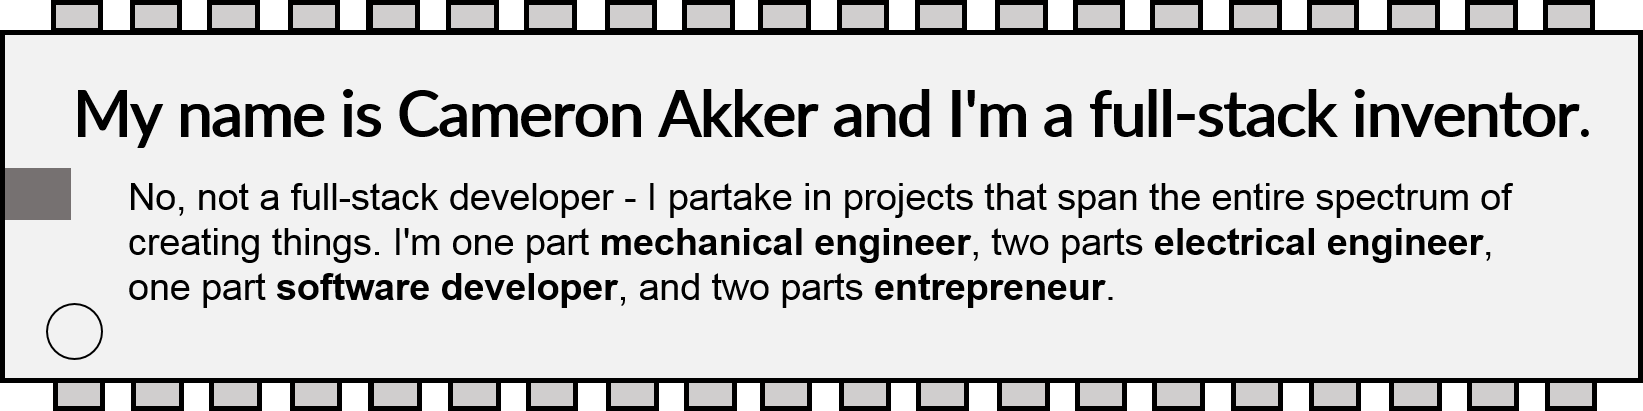 My name is Cameron Akker and I'm a full-stack inventor.
No, not a full-stack developer - I partake in projects that span the entire spectrum of
creating things. I'm one part mechanical engineer, two parts electrical engineer,
one part software developer, and two parts entrepreneur.